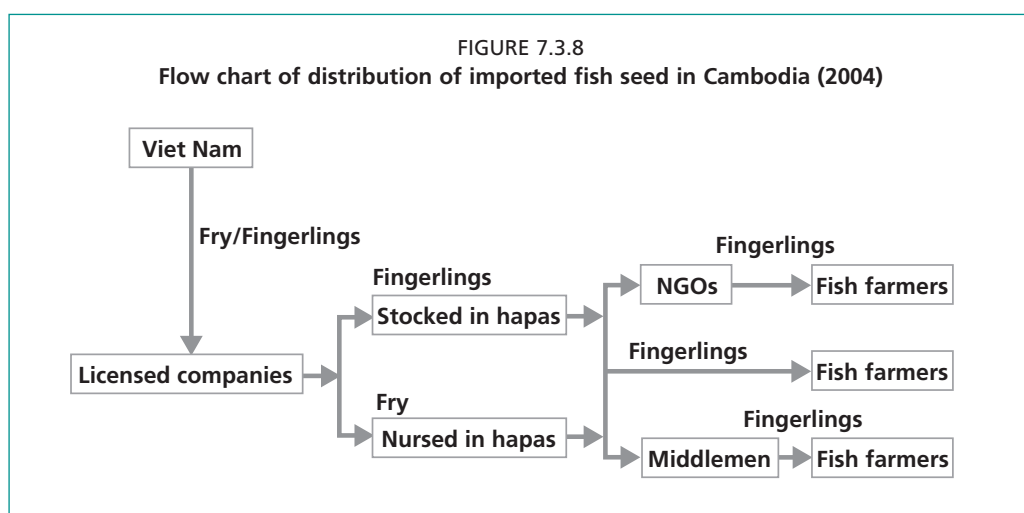 FIGURE 7.3.8
Flow chart of distribution of imported fish seed in Cambodia (2004)
Viet Nam
Fry/Fingerlings
Licensed companies
Fingerlings
Stocked in hapas
Fry
Nursed in hapas
Fingerlings
NGOs
Fish farmers
Fingerlings
Fish farmers
Fingerlings
Middlemen
Fish farmers